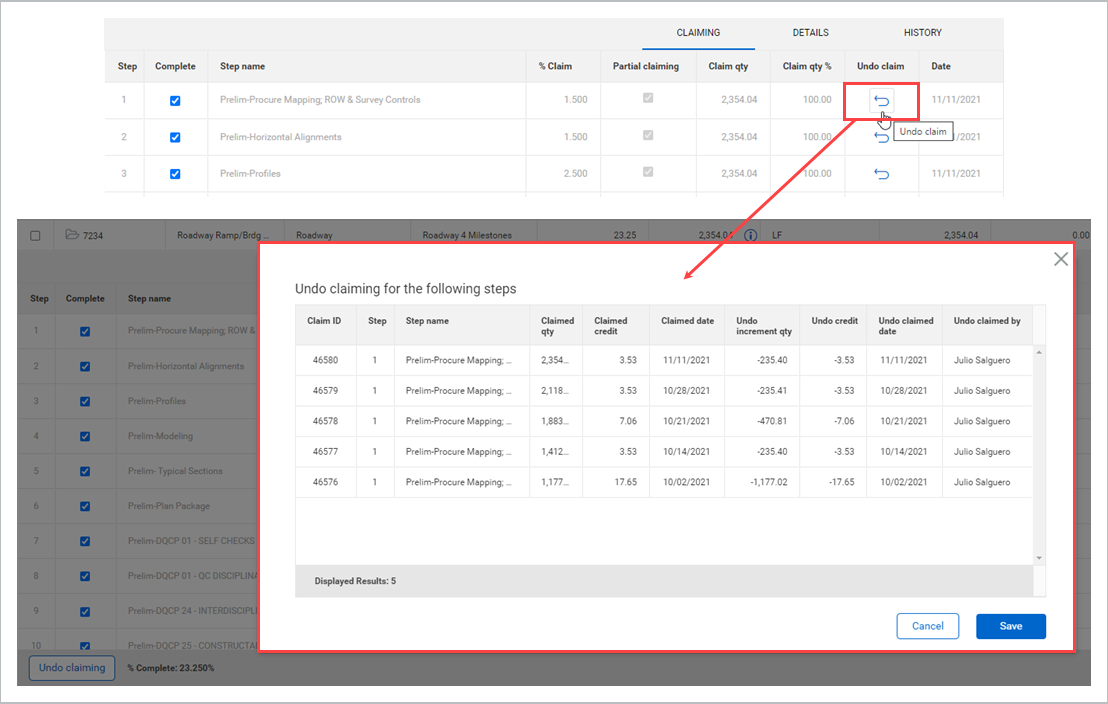 CLAIMING DETAILS HISTORY
Step Complete Step name % Claim Partial claiming Claim qty Claim qty % Undo claim Date
1 Prelim-Procure Mapping; ROW & Survey Controls 1.500 2,354.04 100.00 11/11/2021
Undo claim
2 Prelim-Horizontal Alignments 1.500 2,354.04 100.00 /2021
3 Prelim-Profiles 2.500 2,354.04 100.00 11/11/2021
7234 Roadway Ramp/Brdg ... Roadway Roadway 4 Milestones 23.25 2,354.04 LF 2,354.04 0.00
Undo claiming for the following steps
Step Complete Step name
Claim ID Step Step name Claimed qty Claimed credit Claimed date Undo increment qty Undo credit Undo claimed date Undo claimed by
46580 1 Prelim-Procure Mapping; ... 2,354... 3.53 11/11/2021 -235.40 -3.53 11/11/2021 Julio Salguero
46579 1 Prelim-Procure Mapping; ... 2,118... 3.53 10/28/2021 -235.41 -3.53 10/28/2021 Julio Salguero
46578 1 Prelim-Procure Mapping; ... 1,883... 7.06 10/21/2021 -470.81 -7.06 10/21/2021 Julio Salguero
46577 1 Prelim-Procure Mapping; ... 1,412... 3.53 10/14/2021 -235.40 -3.53 10/14/2021 Julio Salguero
46576 1 Prelim-Procure Mapping; ... 1,177... 17.65 10/02/2021 -1,177.02 -17.65 10/02/2021 Julio Salguero
Displayed Results: 5
Cancel Save
1 Prelim-Procure Mapping; ROW &
2 Prelim-Horizontal Alignments
3 Prelim-Profiles
4 Prelim-Modeling
5 Prelim- Typical Sections
6 Prelim-Plan Package
7 Prelim-DQCP 01 - SELF CHECKS
8 Prelim-DQCP 01 - QC DISCIPLINA
9 Prelim-DQCP 24 - INTERDISCIPLI
10 Prelim-DQCP 25 - CONSTRUCTA
Undo claiming % Complete: 23.250%